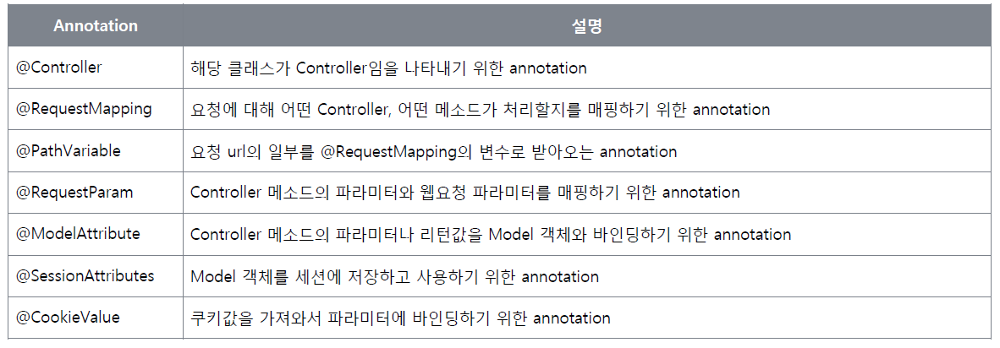 Annotation 설명
@Controller 해당 클래스가 Controller임을 나타내기 위한 annotation
@RequestMapping 요청에 대해 어떤 Controller, 어떤 메소드가 처리할지를 매핑하기 위한 annotation
@PathVariable 요청 url의 일부를 @RequestMapping의 변수로 받아오는 annotation
@RequestParam Controller 메소드의 파라미터와 웹요청 파라미터를 매핑하기 위한 annotation
@ModelAttribute Controller 메소드의 파라미터나 리턴값을 Model 객체와 바인딩하기 위한 annotation
@SessionAttributes Model 객체를 세션에 저장하고 사용하기 위한 annotation
@CookieValue 쿠키값을 가져와서 파라미터에 바인딩하기 위한 annotation